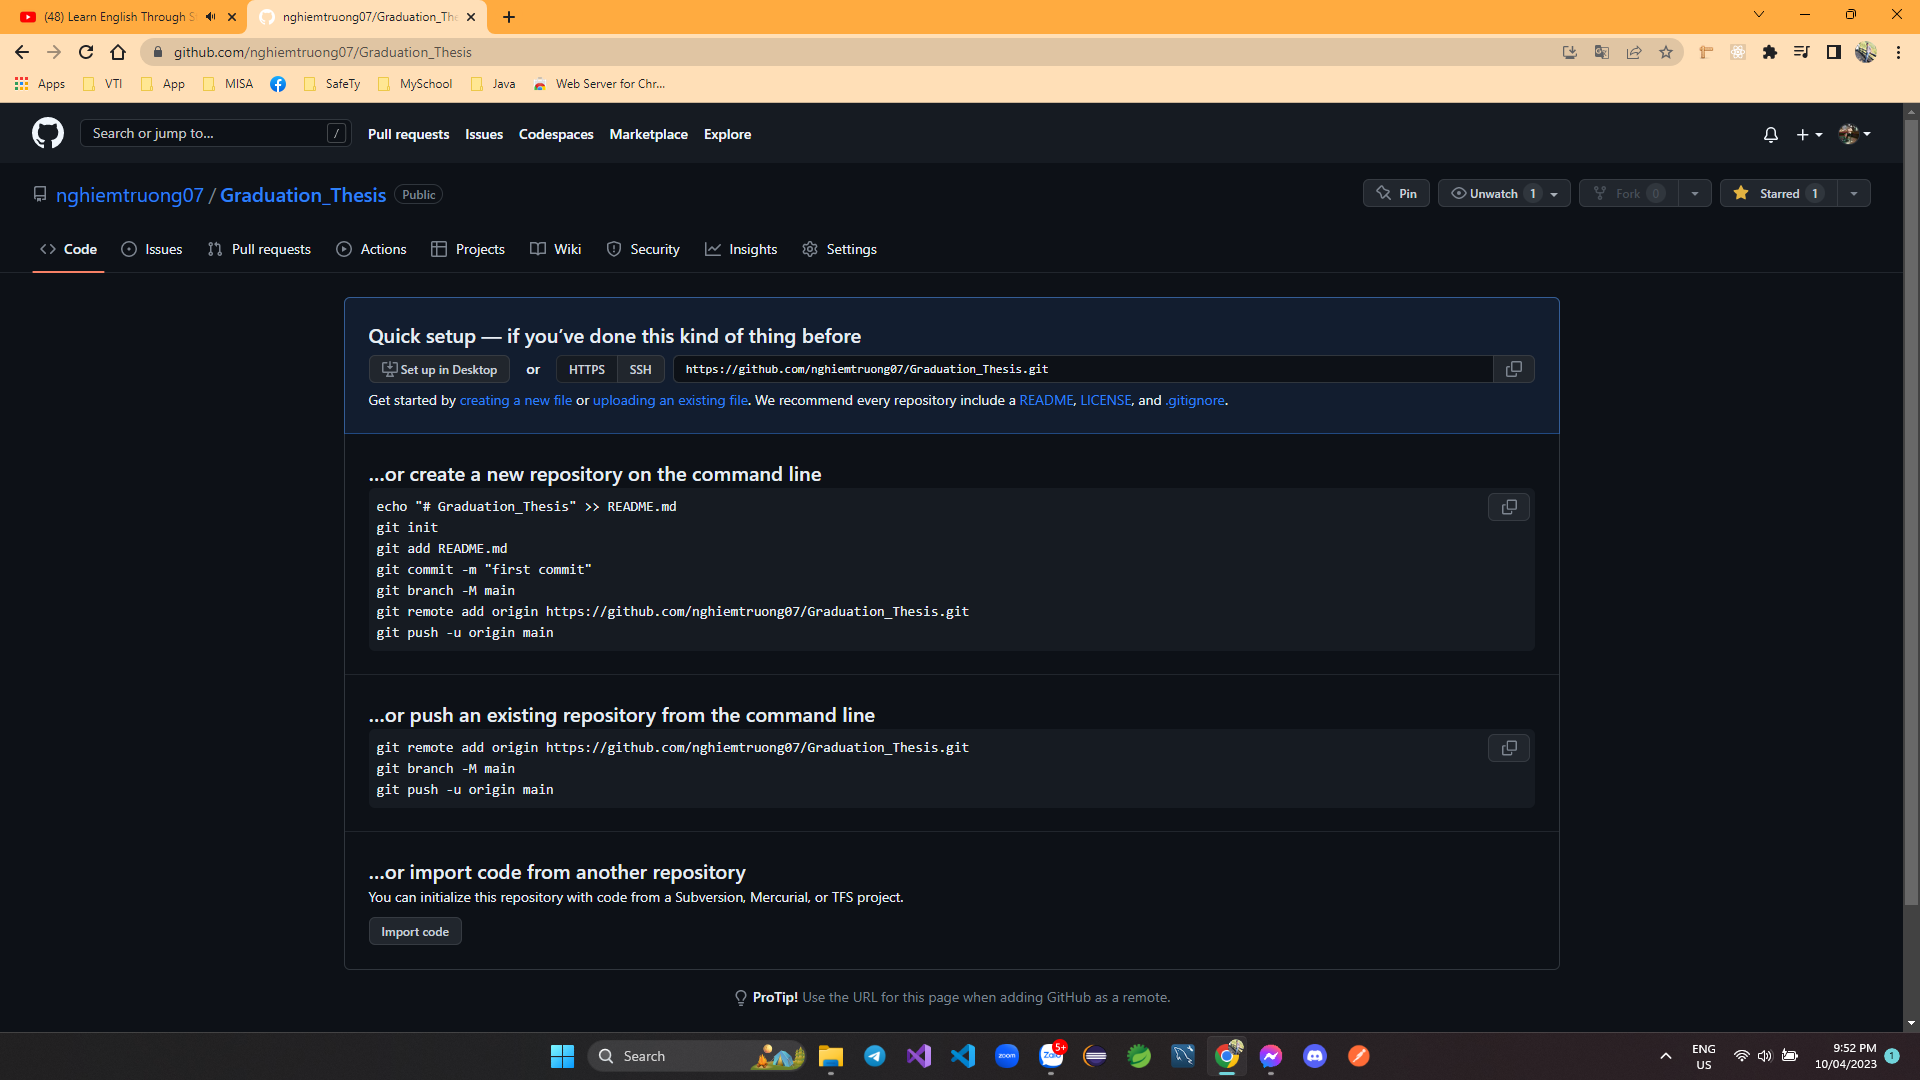 (48) Learn English Through S
nghiemtruong07/Graduation_The
github.com/nghiemtruong07/Graduation_Thesis
Apps VTI App MISA SafeTy MySchool Java Web Server for Chr...
Search or jump to... / Pull requests Issues Codespaces Marketplace Explore
nghiemtruong07 / Graduation_Thesis Public Pin Unwatch 1 Fork 0 Starred 1
Code Issues Pull requests Actions Projects Wiki Security Insights Settings
Quick setup — if you’ve done this kind of thing before
Set up in Desktop or HTTPS SSH https://github.com/nghiemtruong07/Graduation_Thesis.git
Get started by creating a new file or uploading an existing file. We recommend every repository include a README, LICENSE, and .gitignore.
…or create a new repository on the command line
echo "# Graduation_Thesis" >> README.md
git init
git add README.md
git commit -m "first commit"
git branch -M main
git remote add origin https://github.com/nghiemtruong07/Graduation_Thesis.git
git push -u origin main
…or push an existing repository from the command line
git remote add origin https://github.com/nghiemtruong07/Graduation_Thesis.git
git branch -M main
git push -u origin main
…or import code from another repository
You can initialize this repository with code from a Subversion, Mercurial, or TFS project.
Import code
ProTip! Use the URL for this page when adding GitHub as a remote.
Search zoom Zalo 5+
ENG
US
9:52 PM
10/04/2023 1